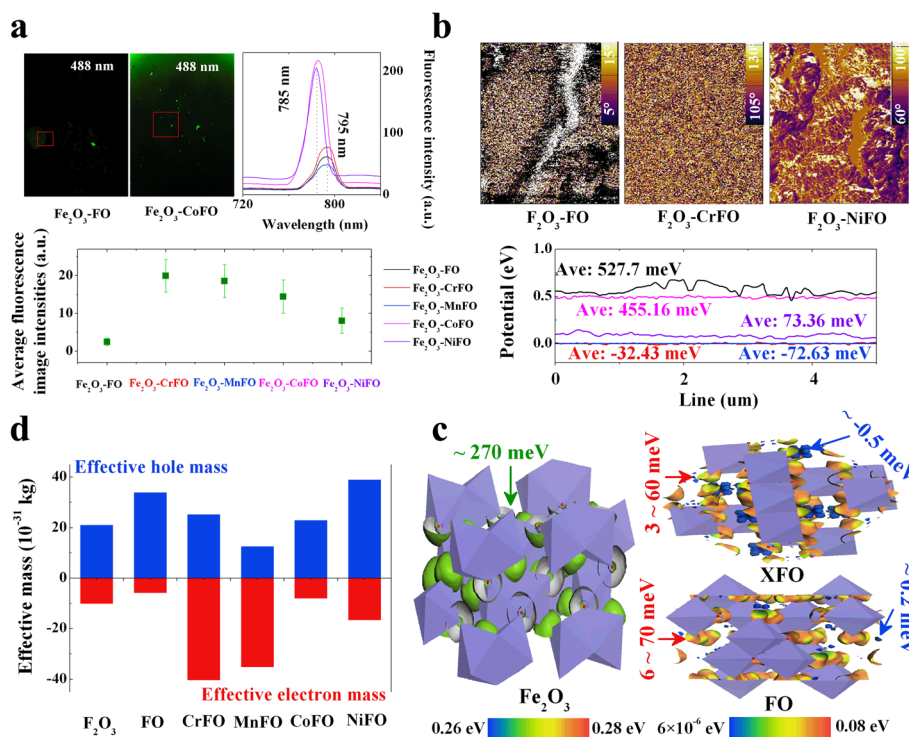 a
488 nm
488 nm
Fe₂O₃-FO
Fe₂O₃-CoFO
785 nm
795 nm
200
100
0
Fluorescence intensity (a.u.)
720
800
Wavelength (nm)
Average fluorescence
image intensities (a.u.)
20
10
0
Fe₂O₃-FO
Fe₂O₃-CrFO
Fe₂O₃-MnFO
Fe₂O₃-CoFO
Fe₂O₃-NiFO
Fe₂O₃-FO
Fe₂O₃-CrFO
Fe₂O₃-MnFO
Fe₂O₃-CoFO
Fe₂O₃-NiFO
b
15°
5°
130°
105°
100°
60°
F₂O₃-FO
F₂O₃-CrFO
F₂O₃-NiFO
Potential (eV)
1.0
0.5
0.0
Ave: 527.7 meV
Ave: 455.16 meV
Ave: 73.36 meV
Ave: -32.43 meV
Ave: -72.63 meV
0
2
4
Line (um)
d
Effective hole mass
Effective mass (10⁻³¹ kg)
40
20
0
-20
-40
Effective electron mass
F₂O₃
FO
CrFO
MnFO
CoFO
NiFO
c
~ 270 meV
Fe₂O₃
0.26 eV
0.28 eV
3 ~ 60 meV
~ -0.5 meV
XFO
6 ~ 70 meV
~ 0.2 meV
FO
6×10⁻⁶ eV
0.08 eV